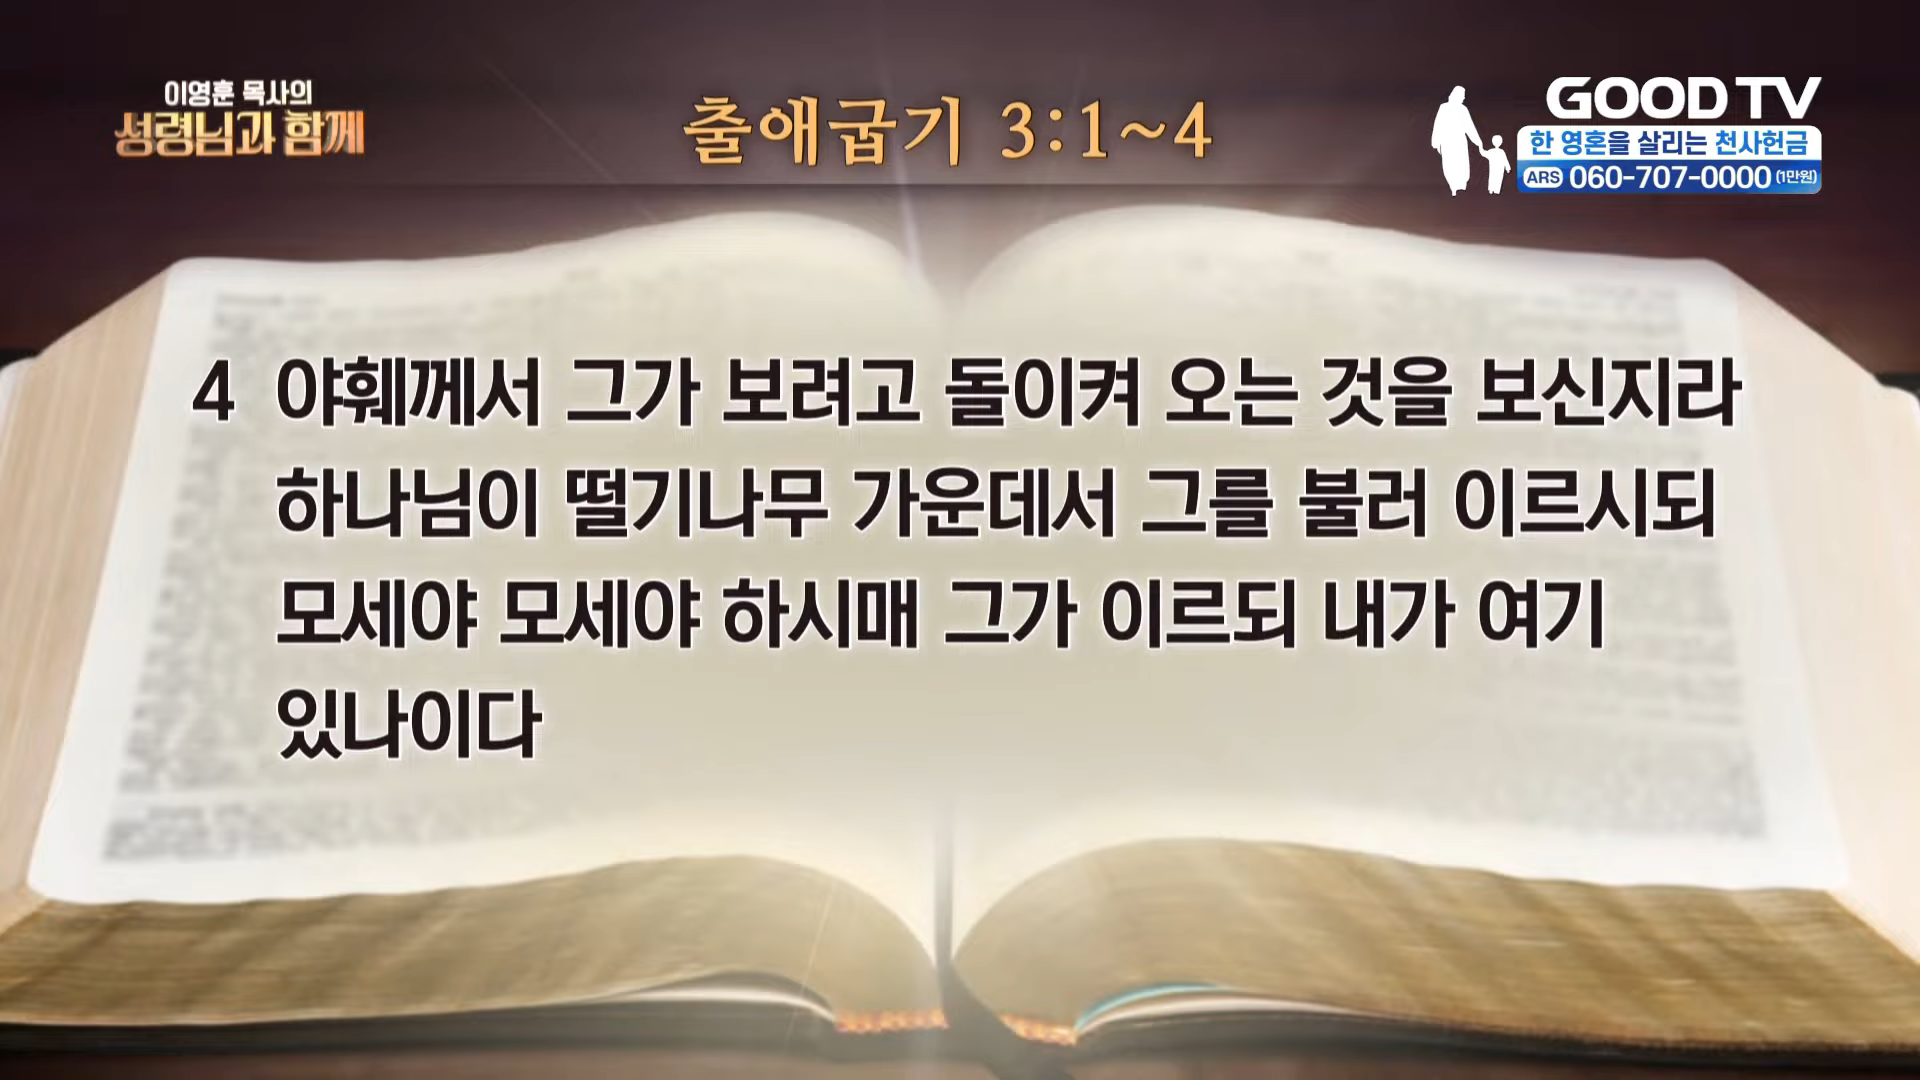 이영훈 목사의
성령님과 함께
출애굽기 3:1~4
GOOD TV
한 영혼을 살리는 천사헌금
ARS 060-707-0000 (1만원)
4 야훼께서 그가 보려고 돌이켜 오는 것을 보신지라
하나님이 떨기나무 가운데서 그를 불러 이르시되
모세야 모세야 하시매 그가 이르되 내가 여기
있나이다